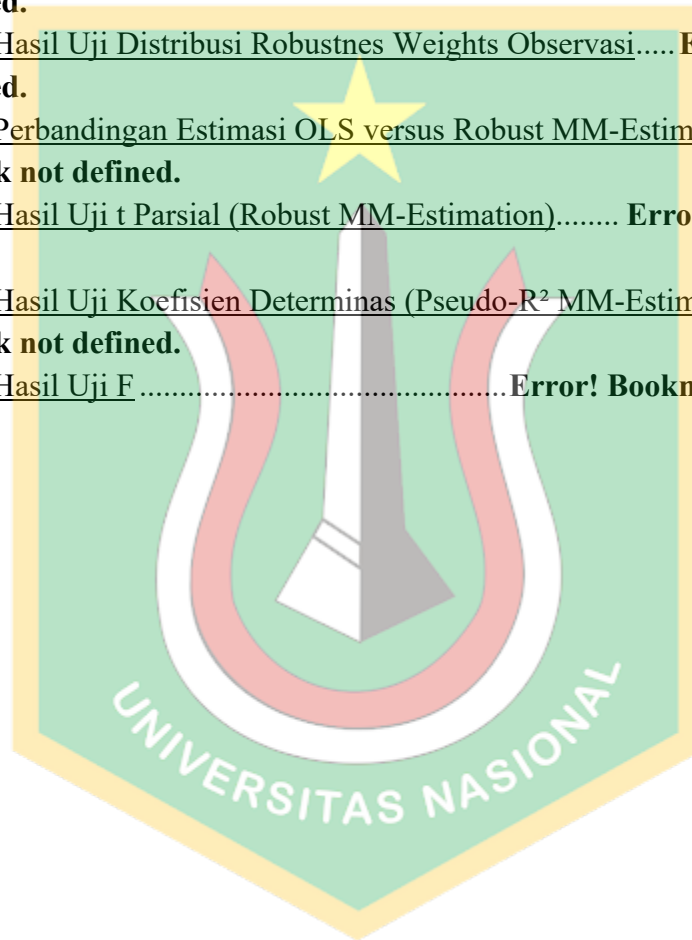 ed.
Hasil Uji Distribusi Robustnes Weights Observasi..... E
ed.
Perbandingan Estimasi OLS versus Robust MM-Estim
k not defined.
Hasil Uji t Parsial (Robust MM-Estimation)........ Erro
Hasil Uji Koefisien Determinas (Pseudo-R² MM-Estim
k not defined.
Hasil Uji F ................................................ Error! Bookn
UNIVERSITAS NASIONAL